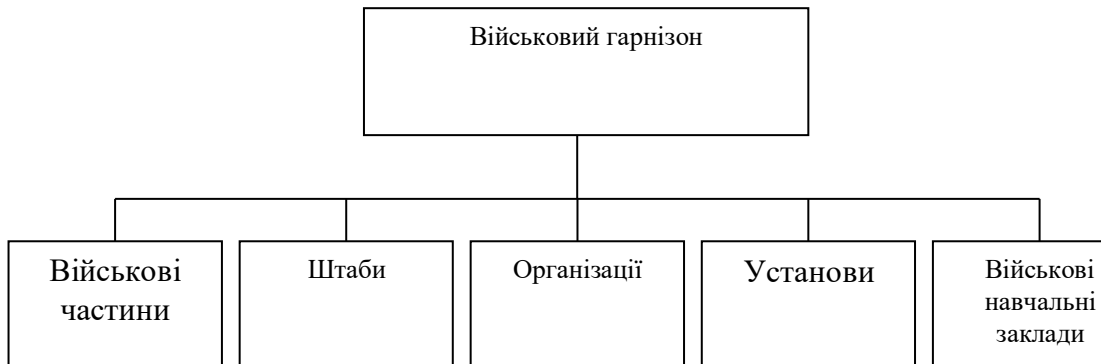 Військовий гарнізон
Військові
частини
Штаби
Організації
Установи
Військові
навчальні
заклади